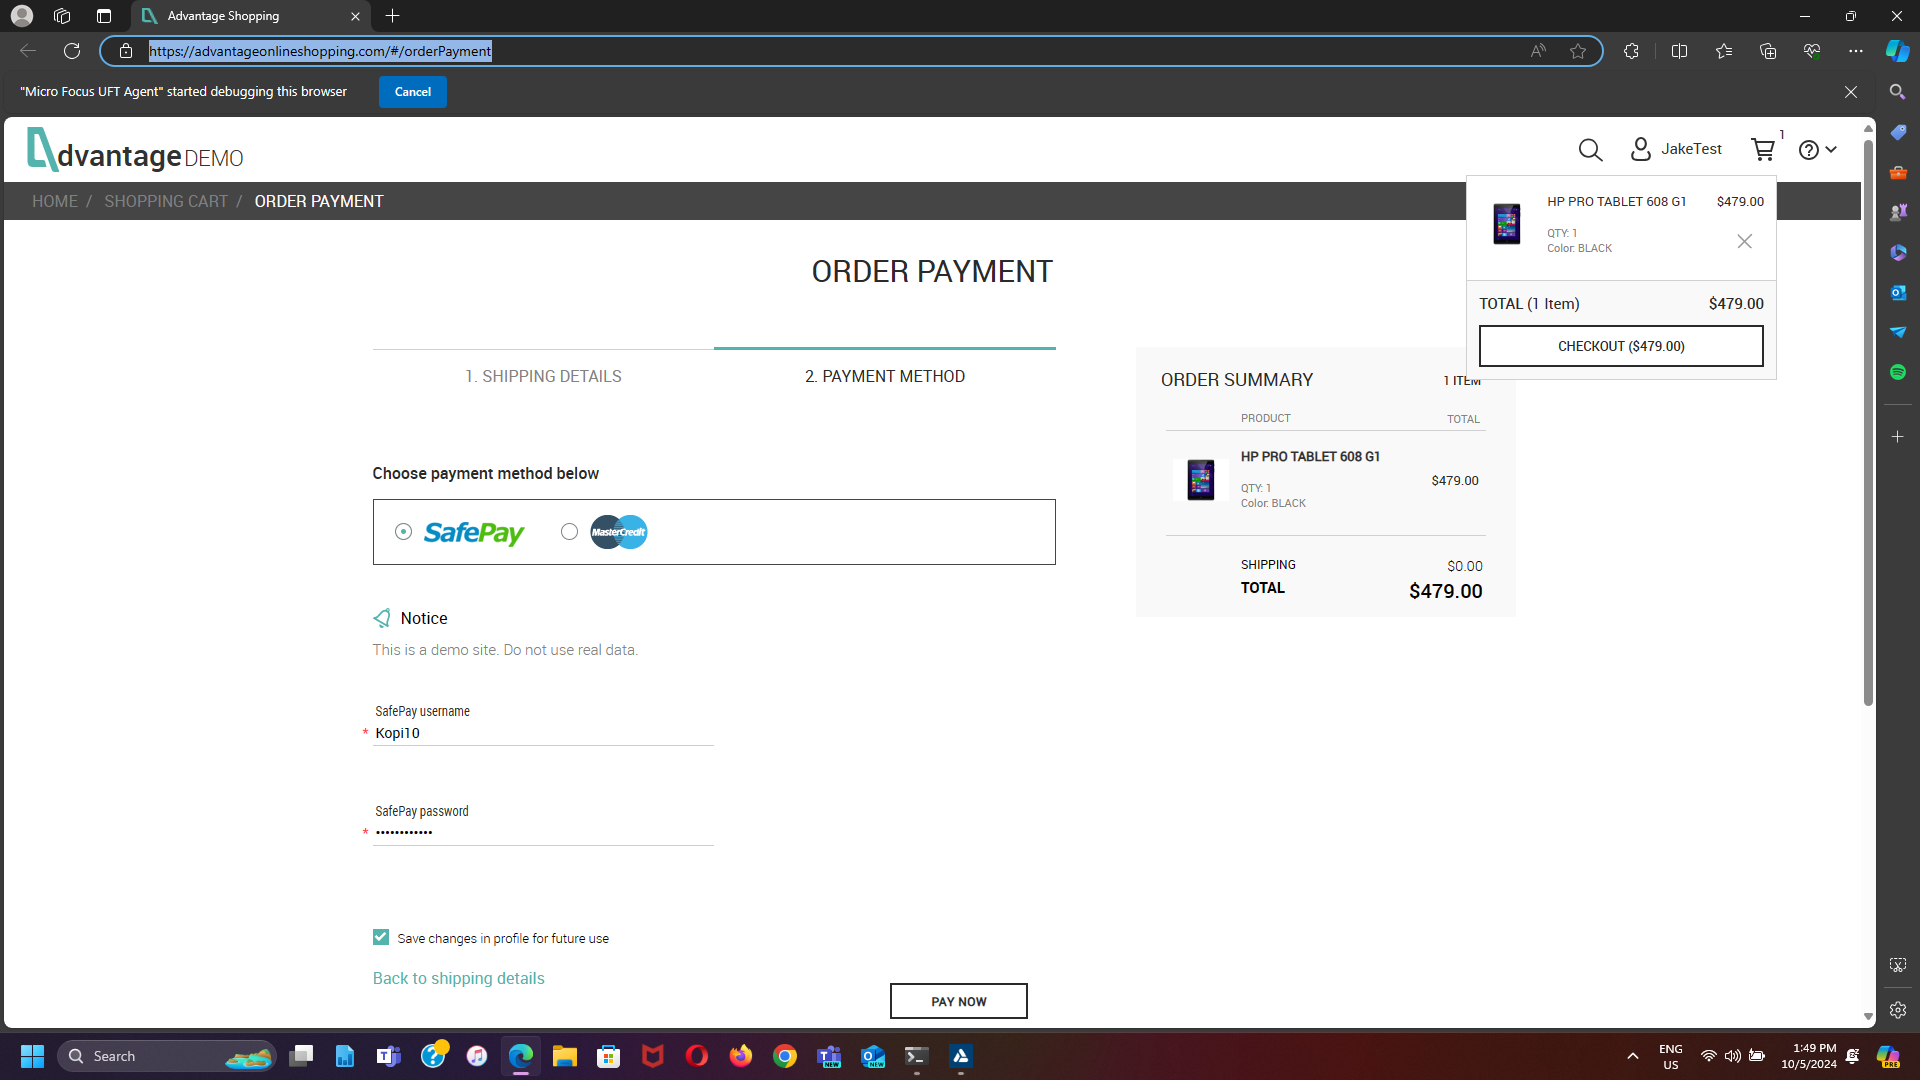 Advantage Shopping
https://advantageonlineshopping.com/#/orderPayment
"Micro Focus UFT Agent" started debugging this browser
Cancel
dvantage DEMO
JakeTest
1
HOME / SHOPPING CART / ORDER PAYMENT
HP PRO TABLET 608 G1 $479.00
QTY: 1
Color: BLACK
TOTAL (1 Item) $479.00
CHECKOUT ($479.00)
ORDER PAYMENT
1. SHIPPING DETAILS
2. PAYMENT METHOD
Choose payment method below
SafePay
MasterCredit
Notice
This is a demo site. Do not use real data.
SafePay username
* Kopi10
SafePay password
* ••••••••••••
Save changes in profile for future use
Back to shipping details
PAY NOW
ORDER SUMMARY 1 ITEM
PRODUCT TOTAL
HP PRO TABLET 608 G1
$479.00
QTY: 1
Color: BLACK
SHIPPING $0.00
TOTAL $479.00
Search
NEW
NEW
ENG
US
1:49 PM
10/5/2024
PRE